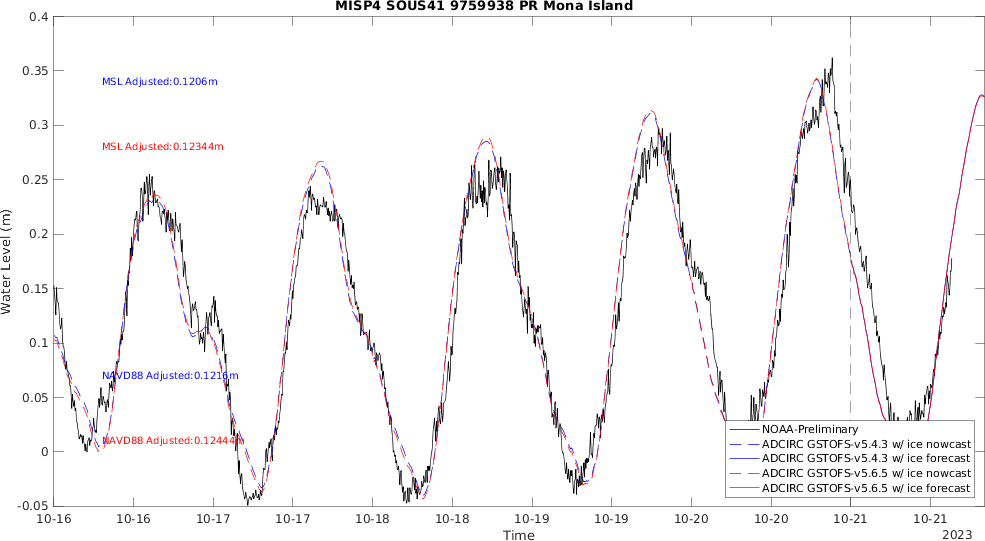 MISP4 SOUS41 9759938 PR Mona Island
0.4
0.35
0.3
0.25
0.2
0.15
0.1
0.05
0
-0.05
Water Level (m)
MSL Adjusted:0.1206m
MSL Adjusted:0.12344m
NAVD88 Adjusted:0.1216m
NAVD88 Adjusted:0.12444m
NOAA-Preliminary
ADCIRC GSTOFS-v5.4.3 w/ ice nowcast
ADCIRC GSTOFS-v5.4.3 w/ ice forecast
ADCIRC GSTOFS-v5.6.5 w/ ice nowcast
ADCIRC GSTOFS-v5.6.5 w/ ice forecast
10-16 10-16 10-17 10-17 10-18 10-18 10-19 10-19 10-20 10-20 10-21 10-21
2023
Time